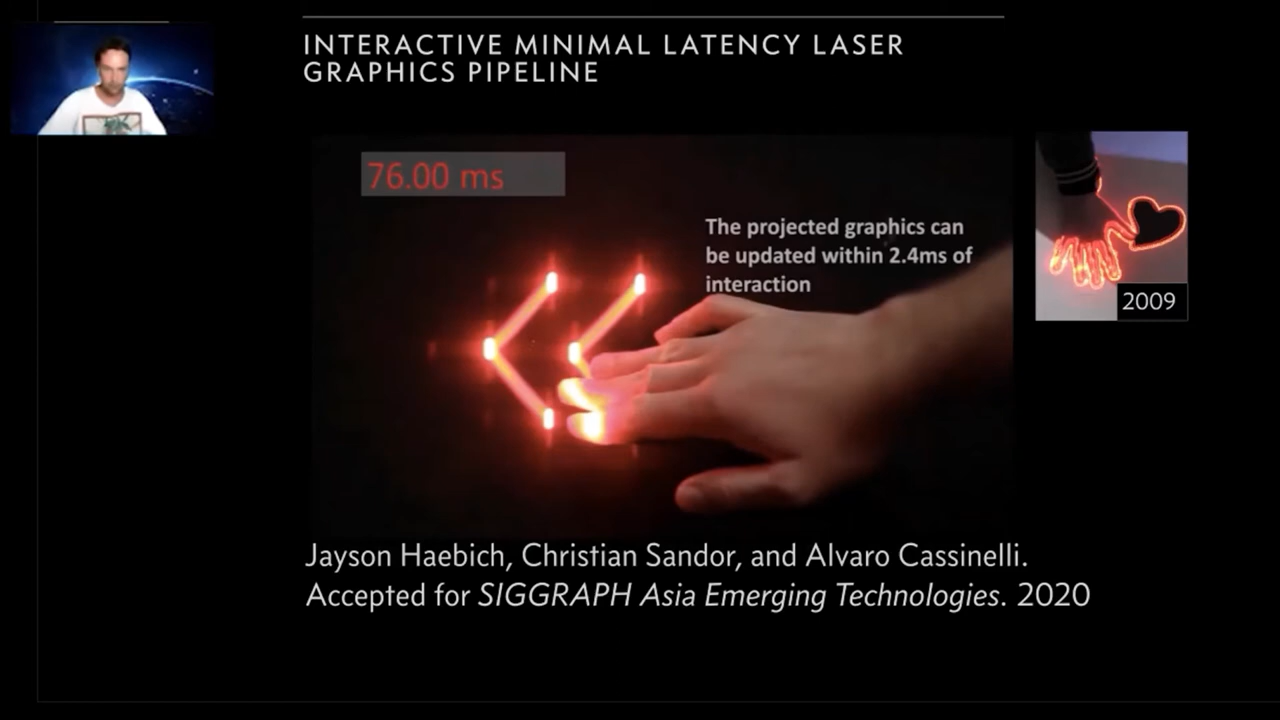 INTERACTIVE MINIMAL LATENCY LASER
GRAPHICS PIPELINE
76.00 ms
The projected graphics can
be updated within 2.4ms of
interaction
2009
Jayson Haebich, Christian Sandor, and Alvaro Cassinelli.
Accepted for SIGGRAPH Asia Emerging Technologies. 2020